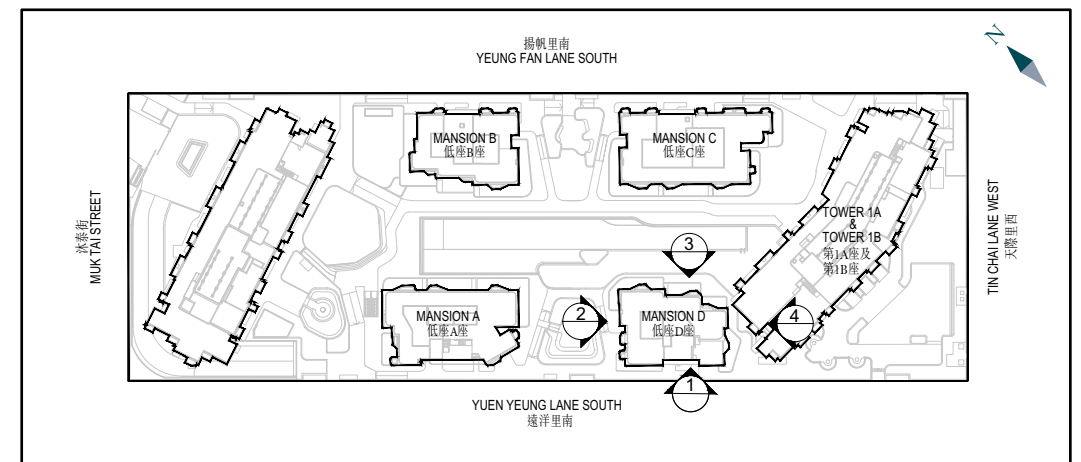 揚帆里南
YEUNG FAN LANE SOUTH
N
沐泰街
MUK TAI STREET
MANSION B
低座B座
MANSION C
低座C座
TOWER 1A
&
TOWER 1B
第1A座及
第1B座
TIN CHAI LANE WEST
天際里西
3
MANSION A
低座A座
2
MANSION D
低座D座
4
1
YUEN YEUNG LANE SOUTH
遠洋里南